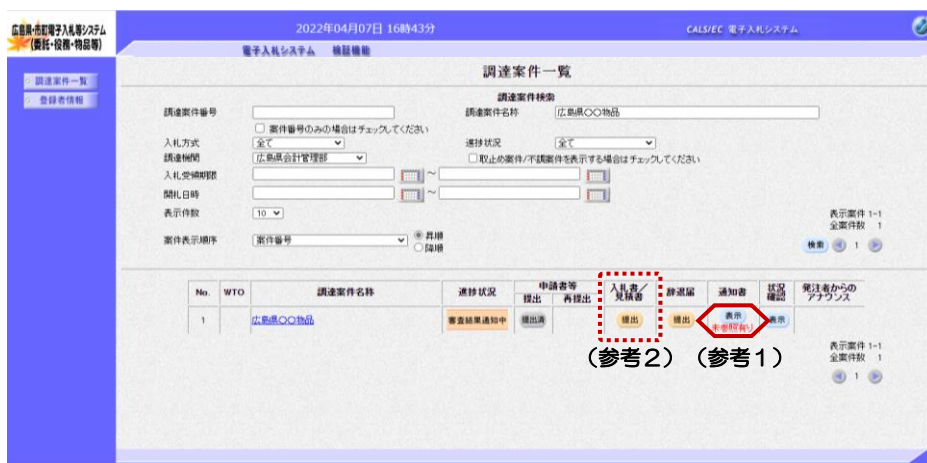 広島県・市町電子入札等システム
(委託・役務・物品等)
2022年04月07日 16時43分
CALS/EC 電子入札システム
電子入札システム 検証機能
調達案件一覧
登録者情報
調達案件一覧
調達案件検索
調達案件番号
調達案件名称 広島県〇〇物品
案件番号のみの場合はチェックしてください
入札方式 全て
進捗状況 全て
調達機関 広島県会計管理部
取止め案件/不調案件を表示する場合はチェックしてください
入札受領期限 ~
開札日時 ~
表示件数 10
案件表示順序 案件番号
昇順
降順
表示案件 1-1
全案件数 1
検索 1
No. WTO 調達案件名称 進捗状況 申請者等 提出 再提出 入札書/見積書 辞退届 通知書 状況確認 発注者からのアナウンス
1 広島県〇〇物品 審査結果通知中 提出済 提出 提出 表示 表示
未参照有り
(参考2) (参考1)
表示案件 1-1
全案件数 1
1